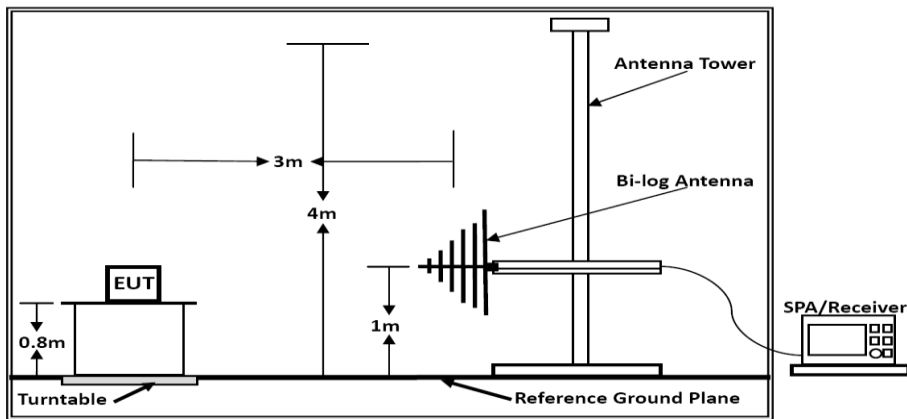 Antenna Tower
3m
Bi-log Antenna
4m
EUT
SPA/Receiver
1m
0.8m
Turntable
Reference Ground Plane